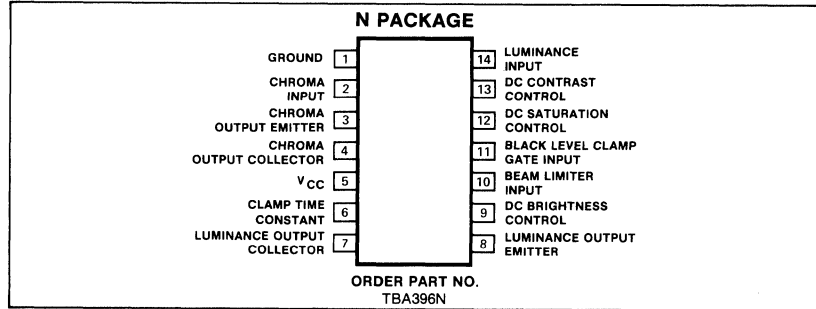 N PACKAGE
GROUND 1
CHROMA
INPUT 2
CHROMA
OUTPUT EMITTER 3
CHROMA
OUTPUT COLLECTOR 4
VCC 5
CLAMP TIME
CONSTANT 6
LUMINANCE OUTPUT
COLLECTOR 7
14 LUMINANCE
INPUT
13 DC CONTRAST
CONTROL
12 DC SATURATION
CONTROL
11 BLACK LEVEL CLAMP
GATE INPUT
10 BEAM LIMITER
INPUT
9 DC BRIGHTNESS
CONTROL
8 LUMINANCE OUTPUT
EMITTER
ORDER PART NO.
TBA396N